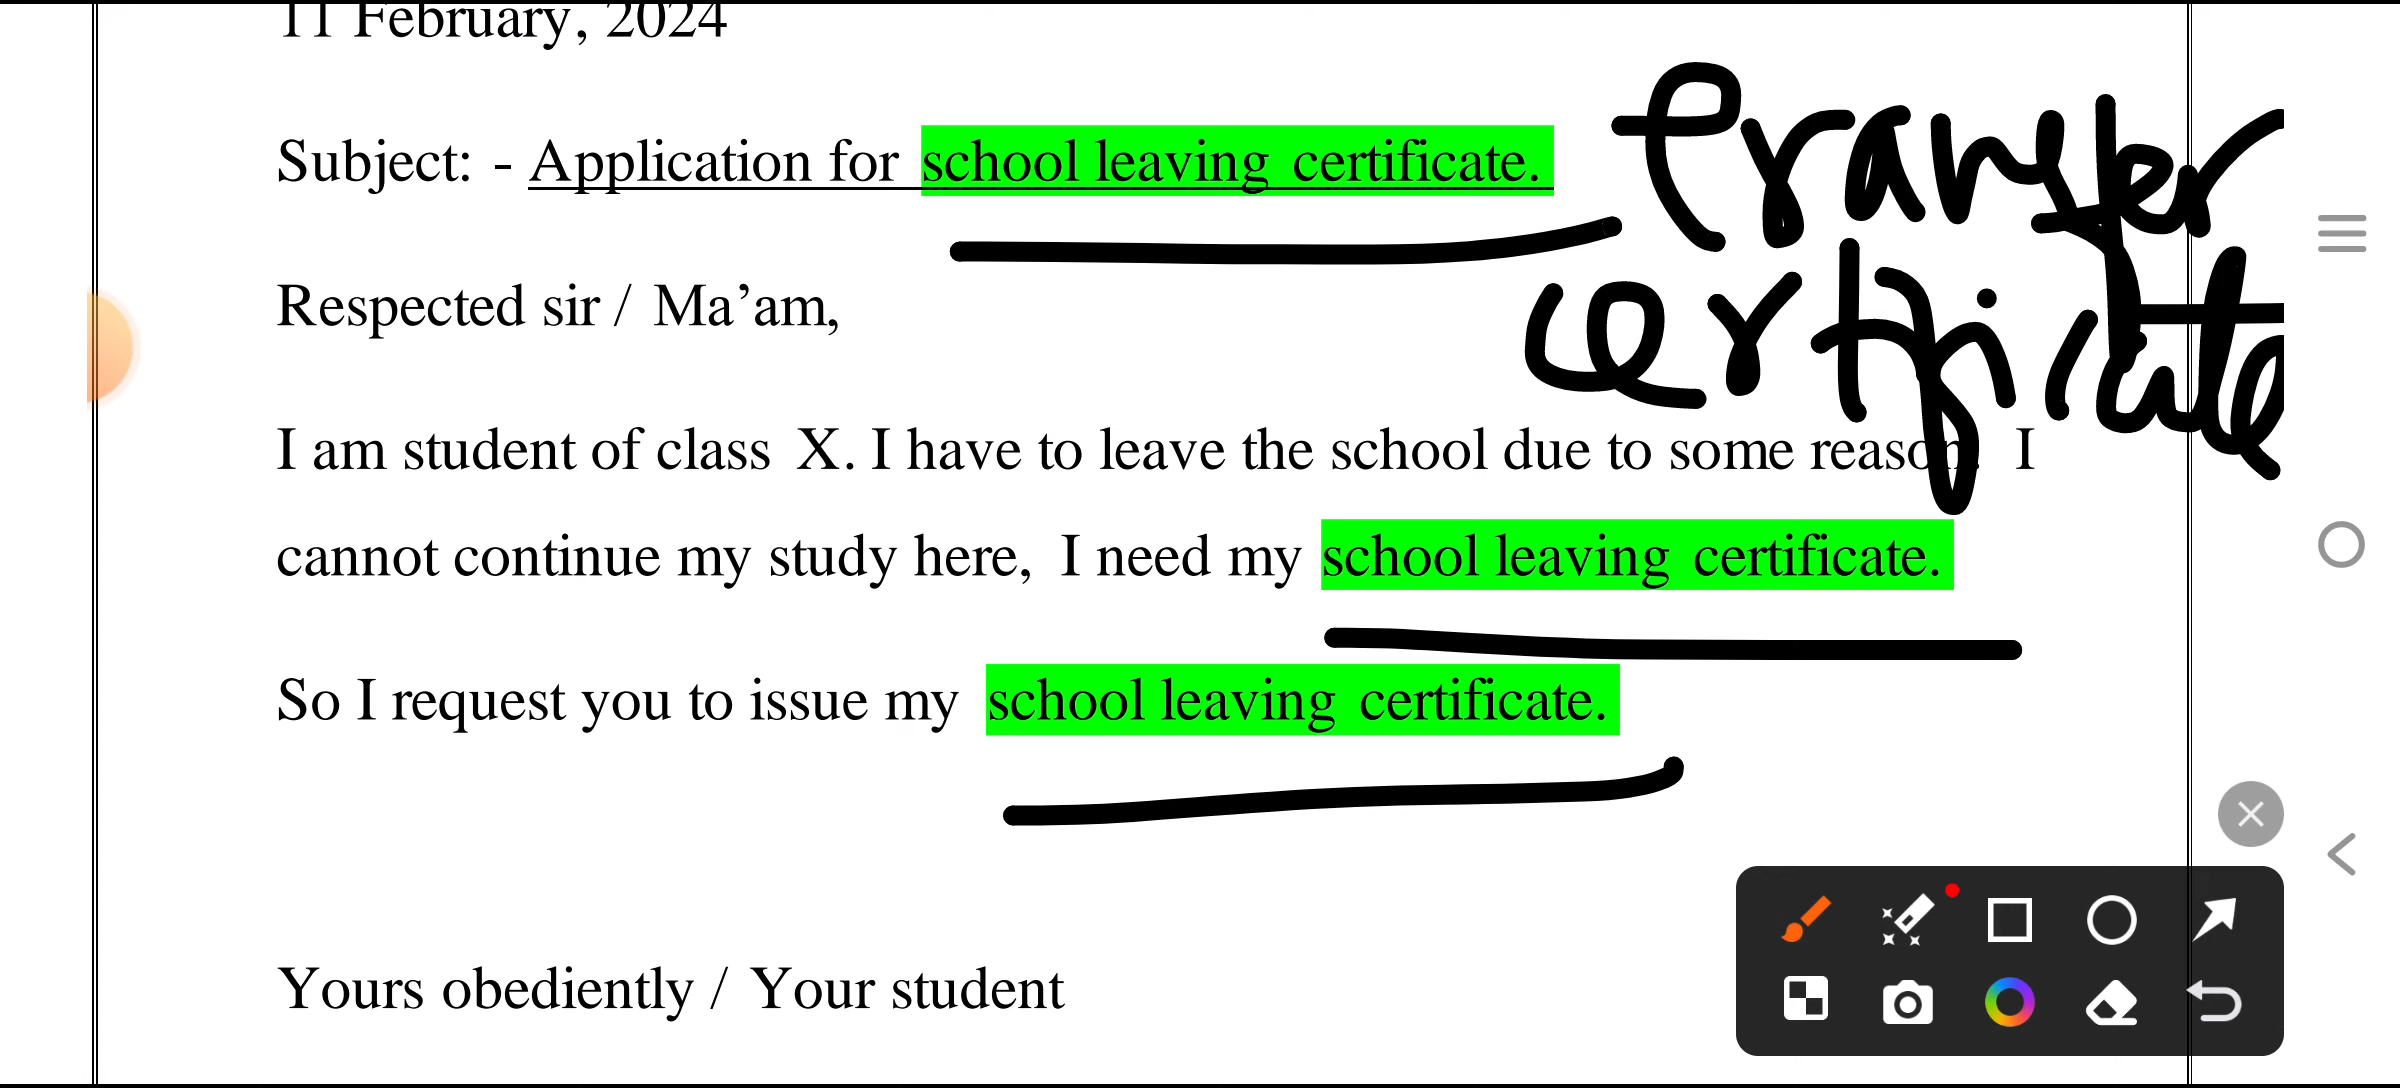 11 February, 2024
Subject: - Application for school leaving certificate.
transfer
certificate
Respected sir / Ma’am,
I am student of class X. I have to leave the school due to some reason. I
cannot continue my study here, I need my school leaving certificate.
So I request you to issue my school leaving certificate.
Yours obediently / Your student